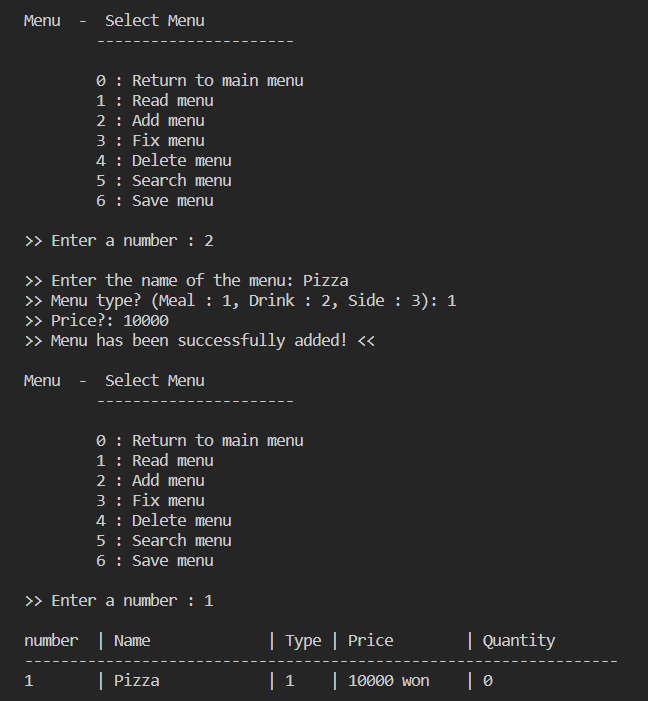 Menu  -  Select Menu
----------------------
0 : Return to main menu
1 : Read menu
2 : Add menu
3 : Fix menu
4 : Delete menu
5 : Search menu
6 : Save menu
>> Enter a number : 2
>> Enter the name of the menu: Pizza
>> Menu type? (Meal : 1, Drink : 2, Side : 3): 1
>> Price?: 10000
>> Menu has been successfully added! <<
Menu  -  Select Menu
----------------------
0 : Return to main menu
1 : Read menu
2 : Add menu
3 : Fix menu
4 : Delete menu
5 : Search menu
6 : Save menu
>> Enter a number : 1
number  | Name             | Type | Price        | Quantity
------------------------------------------------------------------
1       | Pizza            | 1    | 10000 won    | 0